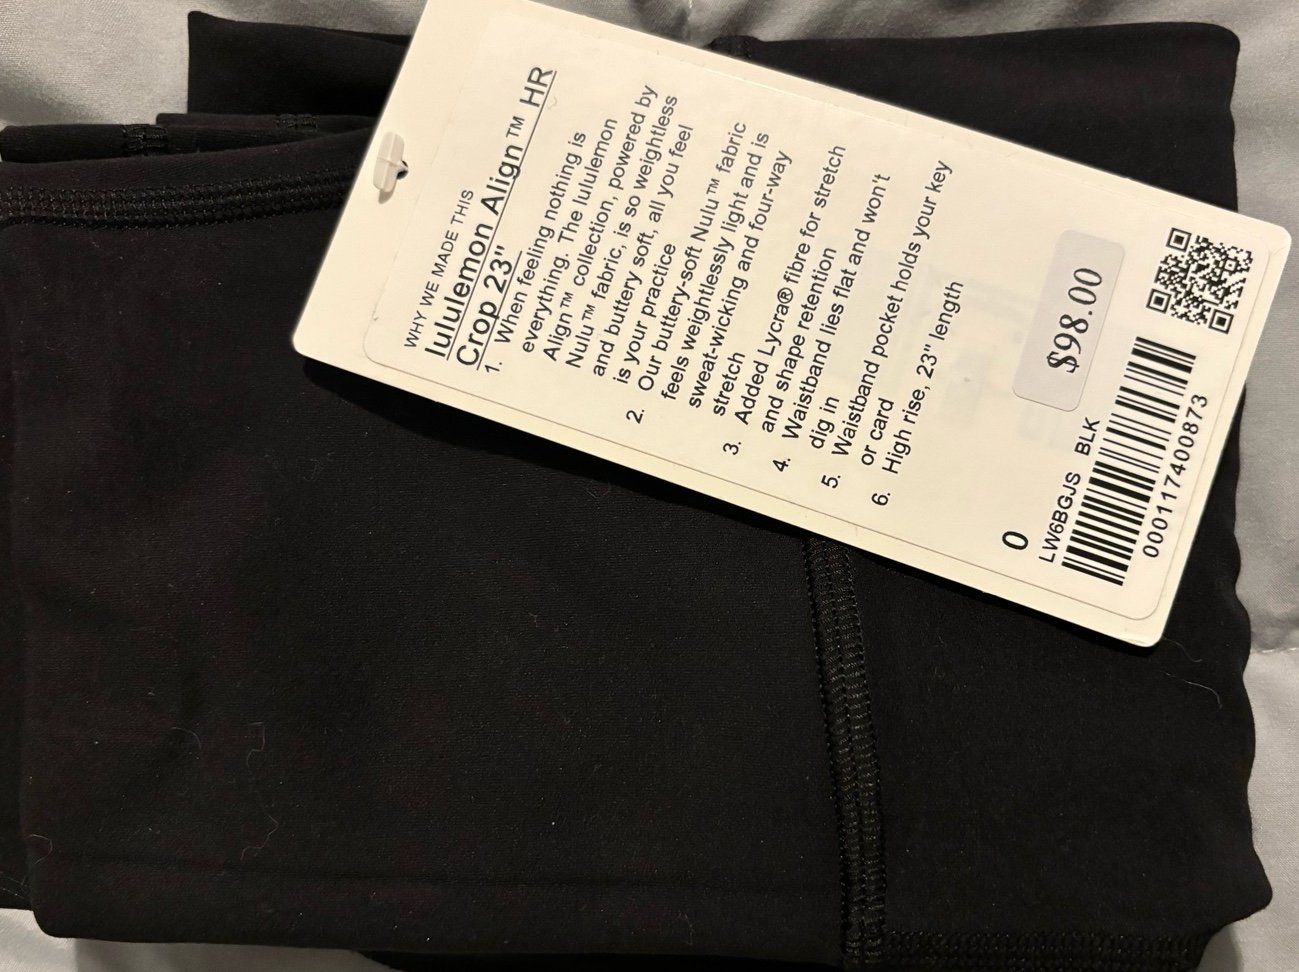 WHY WE MADE THIS
lululemon Align™ HR
Crop 23"
1. When feeling nothing is
everything. The lululemon
Align™ collection, powered by
Nulu™ fabric, is so weightless
and buttery soft, all you feel
is your practice
2. Our buttery-soft Nulu™ fabric
feels weightlessly light and is
sweat-wicking and four-way
stretch
3. Added Lycra® fibre for stretch
and shape retention
4. Waistband lies flat and won't
dig in
5. Waistband pocket holds your key
or card
6. High rise, 23" length
$98.00
0
LW6BGJS BLK
000117400873